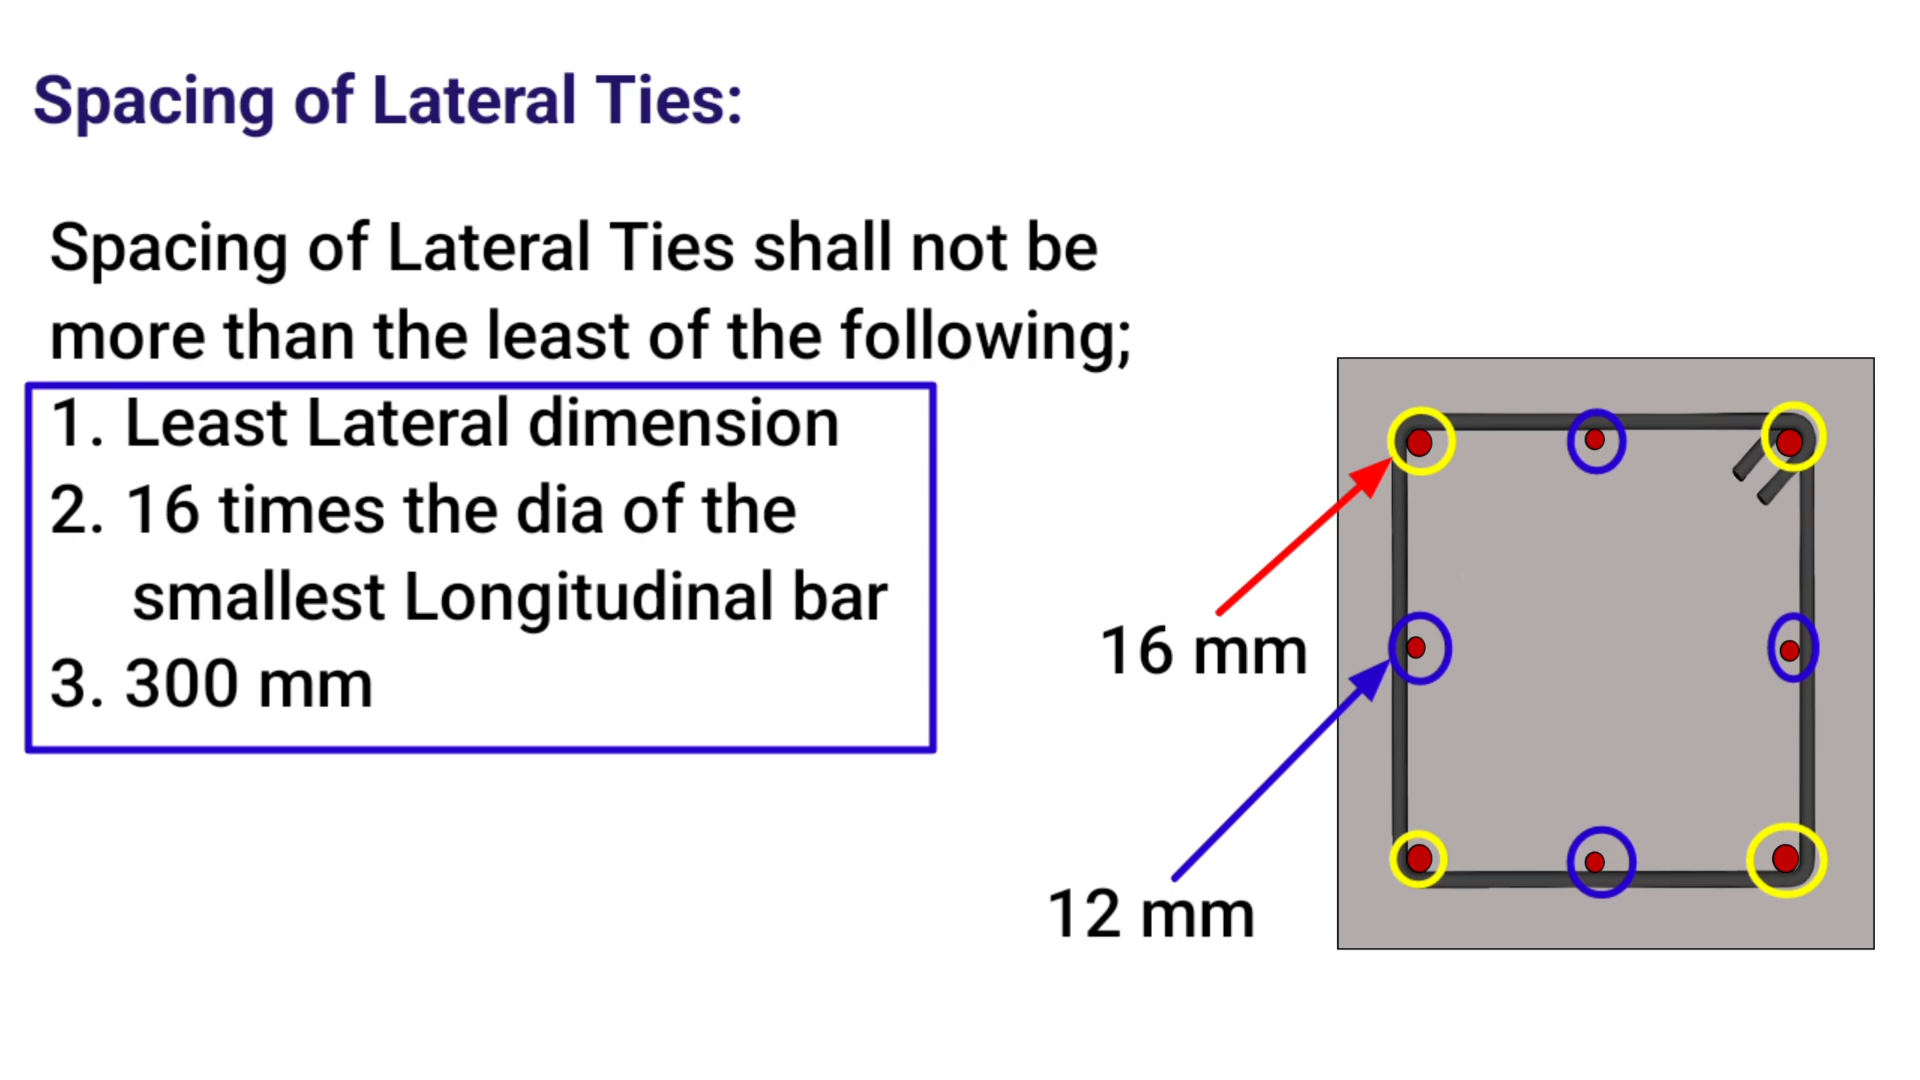 Spacing of Lateral Ties:
Spacing of Lateral Ties shall not be
more than the least of the following;
1. Least Lateral dimension
2. 16 times the dia of the
smallest Longitudinal bar
3. 300 mm
16 mm
12 mm